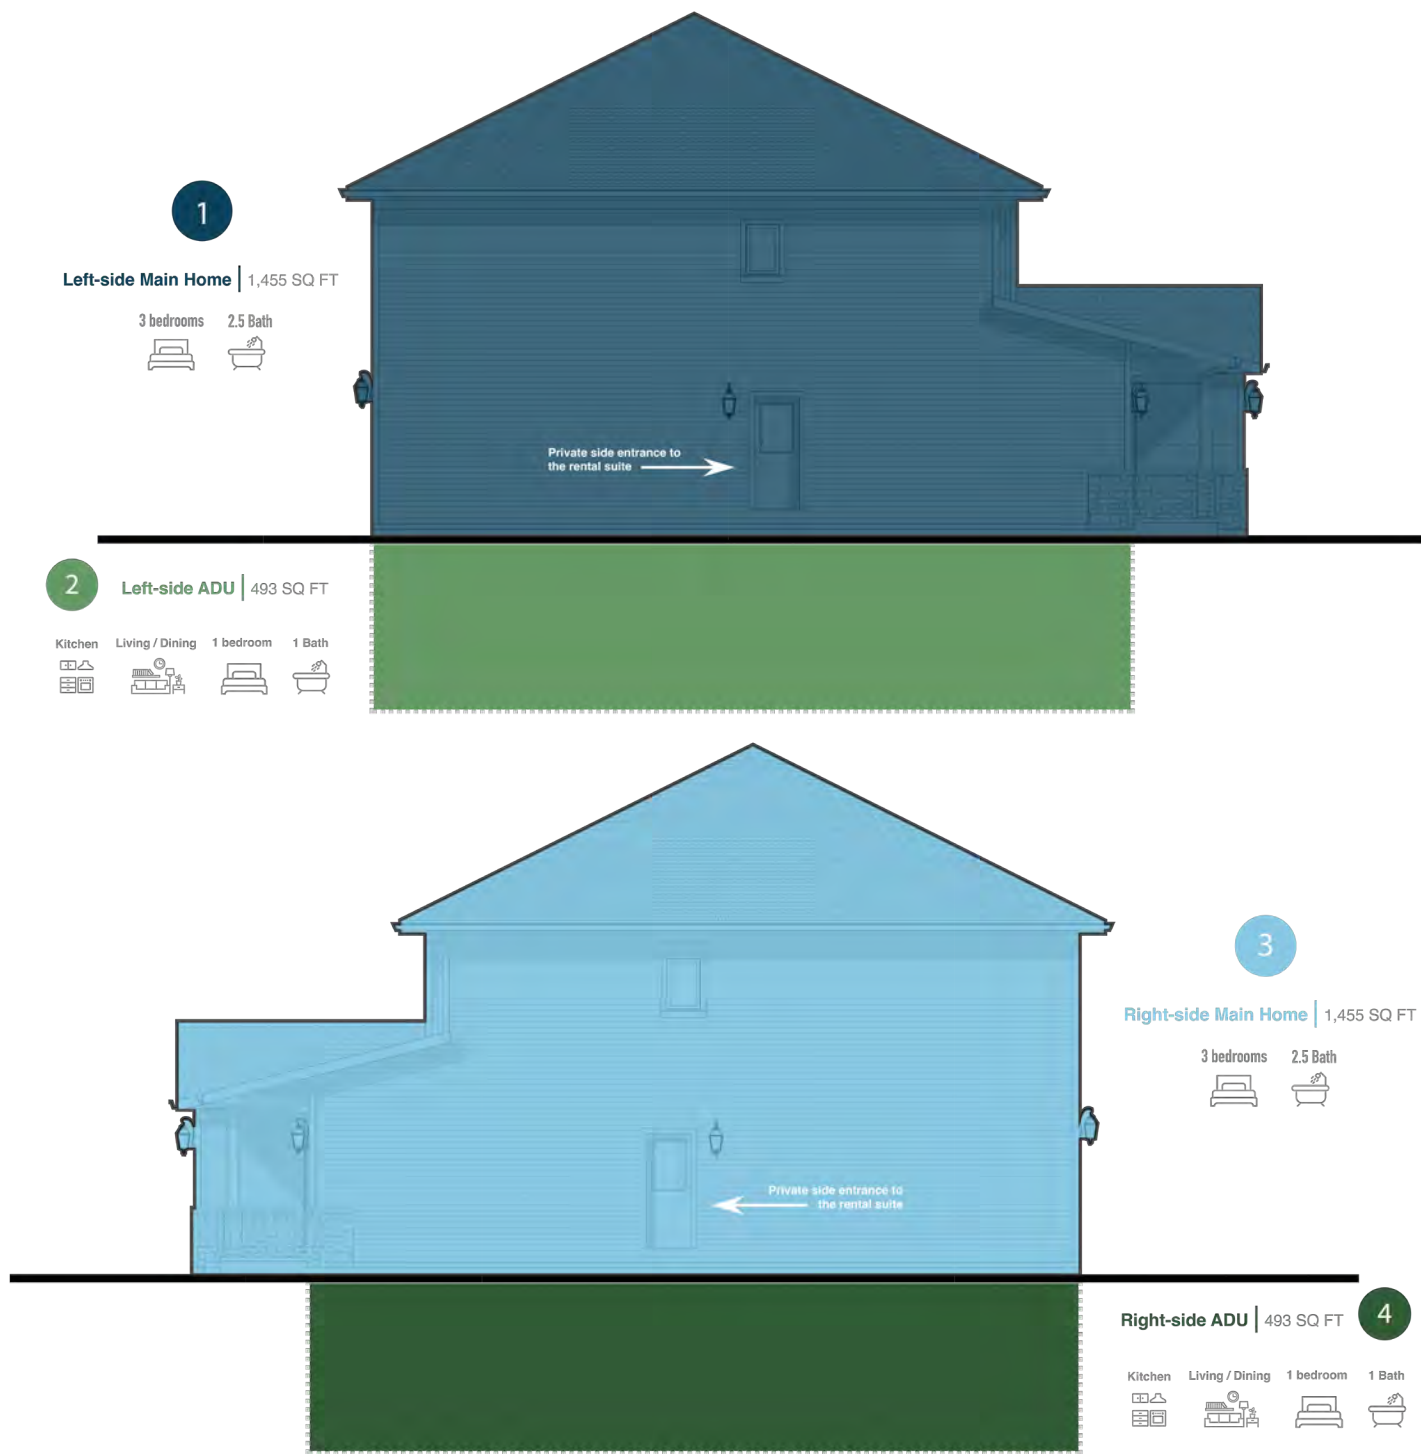 1
Left-side Main Home | 1,455 SQ FT
3 bedrooms 2.5 Bath
Private side entrance to
the rental suite
2 Left-side ADU | 493 SQ FT
Kitchen Living / Dining 1 bedroom 1 Bath
3
Right-side Main Home | 1,455 SQ FT
3 bedrooms 2.5 Bath
Private side entrance to
the rental suite
Right-side ADU | 493 SQ FT 4
Kitchen Living / Dining 1 bedroom 1 Bath